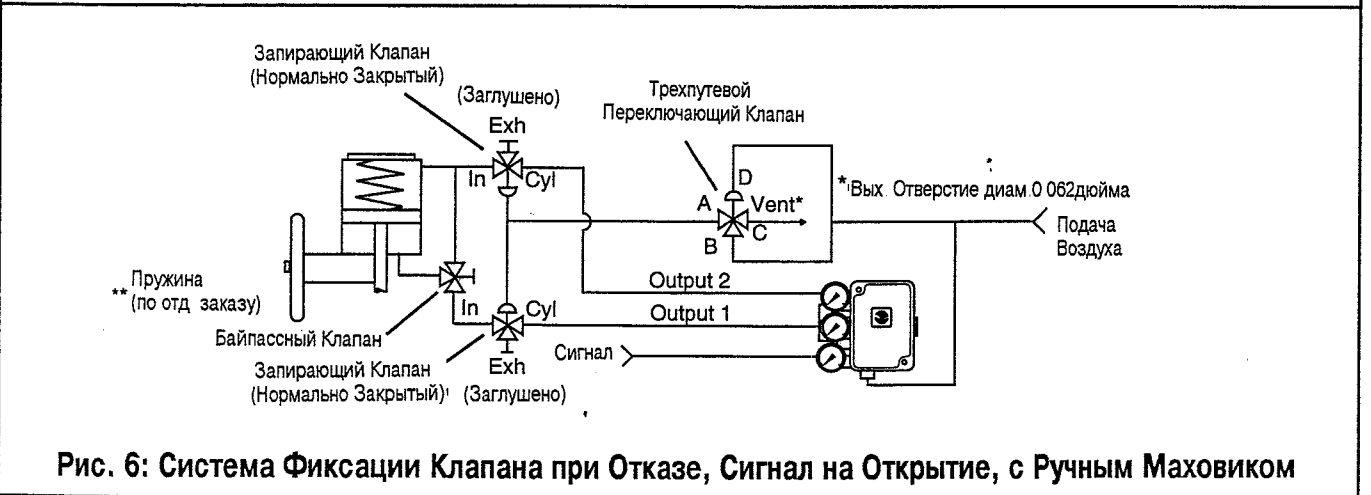 Запирающий Клапан
(Нормально Закрытый)
(Заглушено)
Exh
In
Cyl
Трехпутевой
Переключающий Клапан
D
A
Vent*
B
C
*Вых. Отверстие диам.0 062дюйма
Подача
Воздуха
** Пружина
(по отд заказу)
Байпассный Клапан
In
Cyl
Exh
Запирающий Клапан
(Нормально Закрытый)
(Заглушено)
Output 2
Output 1
Сигнал
Рис. 6: Система Фиксации Клапана при Отказе, Сигнал на Открытие, с Ручным Маховиком